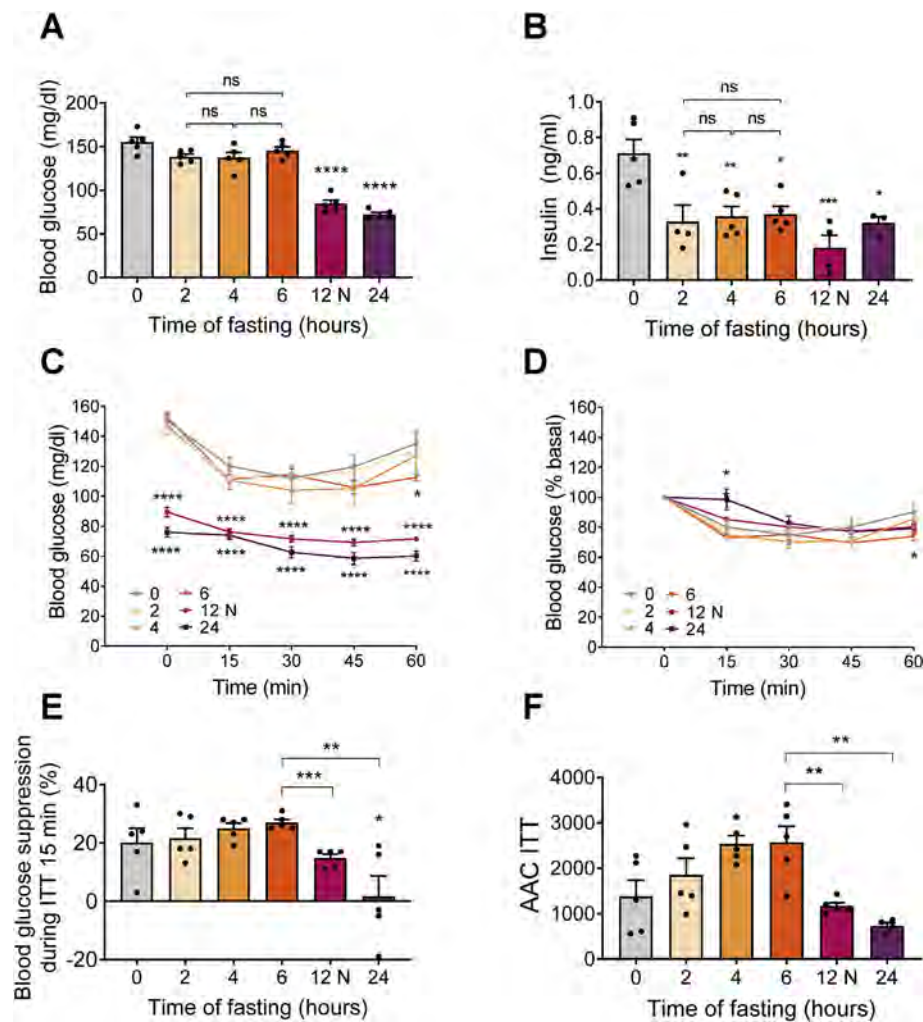 A
ns
ns
ns
****
****
200
150
100
50
0
Blood glucose (mg/dl)
0
2
4
6
12 N
24
Time of fasting (hours)
B
ns
ns
ns
**
**
*
***
*
1.0
0.8
0.6
0.4
0.2
0.0
Insulin (ng/ml)
0
2
4
6
12 N
24
Time of fasting (hours)
C
160
140
120
100
80
60
40
20
0
Blood glucose (mg/dl)
*
**** **** **** **** ****
**** **** **** **** ****
0 6
2 12 N
4 24
0 15 30 45 60
Time (min)
D
160
140
120
100
80
60
40
20
0
Blood glucose (% basal)
*
*
0 6
2 12 N
4 24
0 15 30 45 60
Time (min)
E
**
***
*
40
20
0
-20
Blood glucose suppression
during ITT 15 min (%)
0
2
4
6
12 N
24
Time of fasting (hours)
F
**
**
4000
3000
2000
1000
0
AAC ITT
0
2
4
6
12 N
24
Time of fasting (hours)